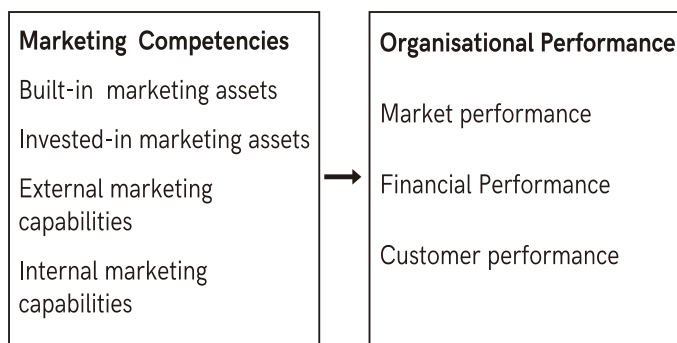 Marketing Competencies
Built-in marketing assets
Invested-in marketing assets
External marketing
capabilities
Internal marketing
capabilities
Organisational Performance
Market performance
Financial Performance
Customer performance